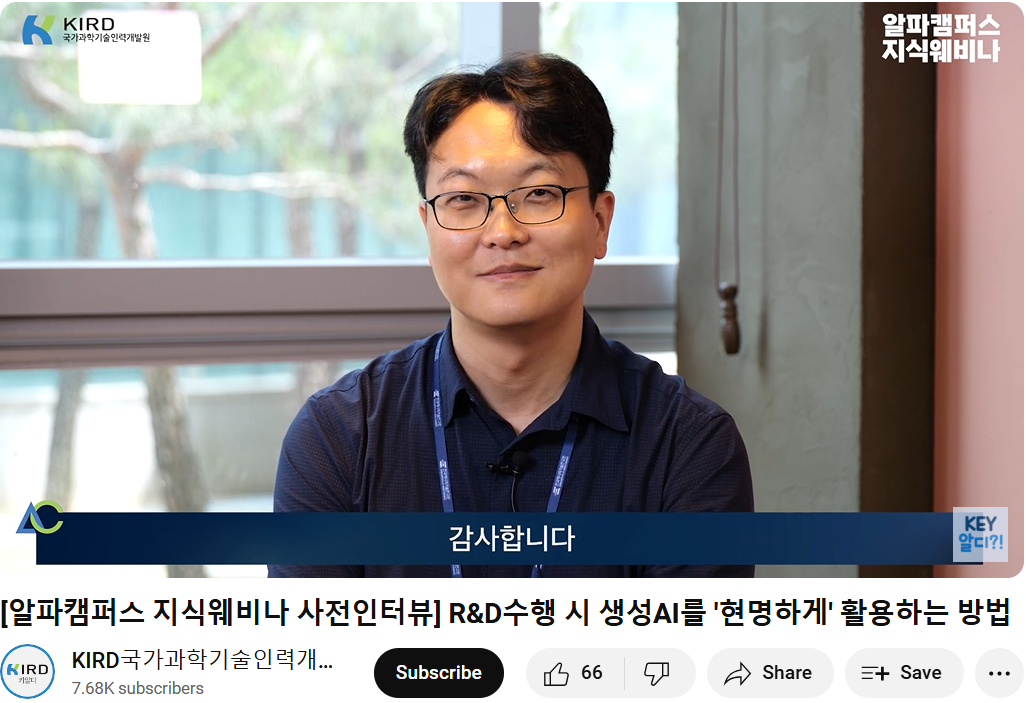 KIRD
국가과학기술인력개발원
알파캠퍼스
지식웨비나
감사합니다
KEY
알디?!
[알파캠퍼스 지식웨비나 사전인터뷰] R&D수행 시 생성AI를 '현명하게' 활용하는 방법
KIRD
키알디
KIRD국가과학기술인력개...
7.68K subscribers
Subscribe
66
Share
Save